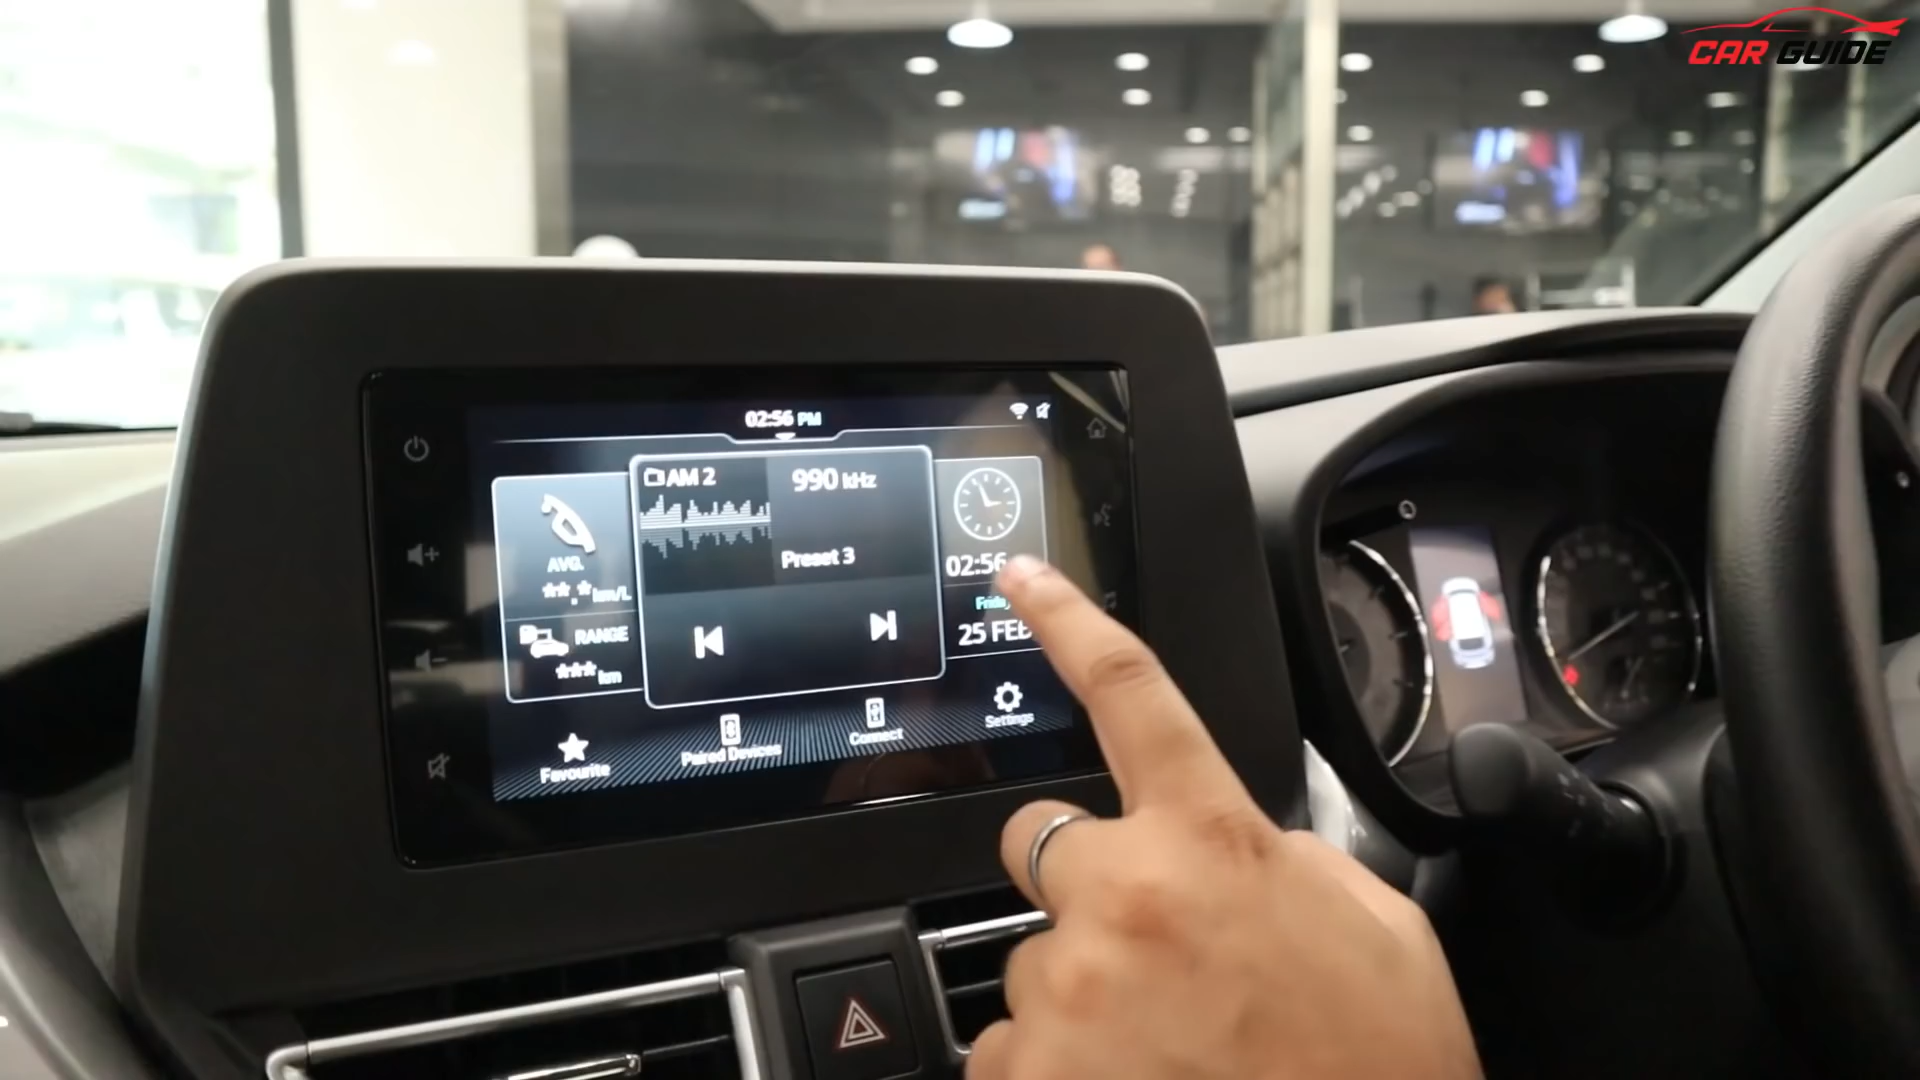 CAR GUIDE
02:56 PM
AM 2
990 kHz
Preset 3
AVG.
**.* km/L
RANGE
*** km
02:56
25 FEB
Favourite
Paired Devices
Connect
Settings